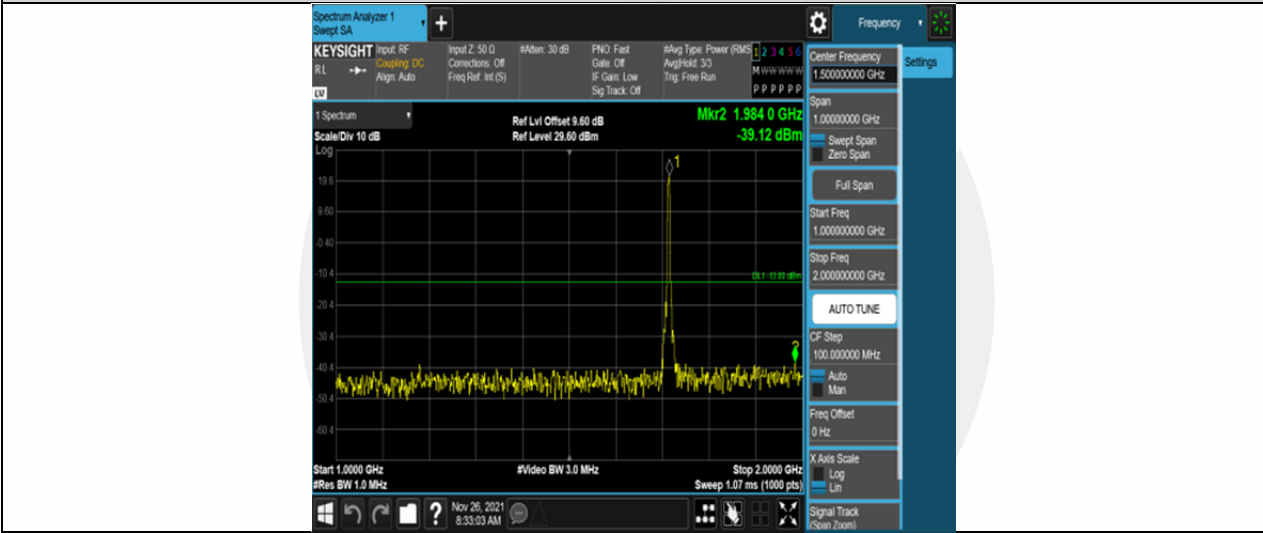 Spectrum Analyzer 1
Swept SA
+
Frequency
KEYSIGHT
RL
LV
Input: RF
Coupling: DC
Align: Auto
Input Z: 50 Ω
Corrections: Off
Freq Ref: Int (S)
#Atten: 30 dB
PNO: Fast
Gate: Off
IF Gain: Low
Sig Track: Off
#Avg Type: Power (RMS
Avg|Hold: 3/3
Trig: Free Run
1 2 3 4 5 6
M W W W W W
P P P P P P
1 Spectrum
Scale/Div 10 dB
Log
Ref Lvl Offset 9.60 dB
Ref Level 29.60 dBm
Mkr2 1.984 0 GHz
-39.12 dBm
1
19.6
9.60
-0.40
-10.4
DL1 -13.00 dBm
-20.4
-30.4
2
-40.4
-50.4
-60.4
Start 1.0000 GHz
#Res BW 1.0 MHz
#Video BW 3.0 MHz
Stop 2.0000 GHz
Sweep 1.07 ms (1000 pts)
?
Nov 26, 2021
8:33:03 AM
Center Frequency
1.500000000 GHz
Settings
Span
1.00000000 GHz
Swept Span
Zero Span
Full Span
Start Freq
1.000000000 GHz
Stop Freq
2.000000000 GHz
AUTO TUNE
CF Step
100.000000 MHz
Auto
Man
Freq Offset
0 Hz
X Axis Scale
Log
Lin
Signal Track
(Span Zoom)